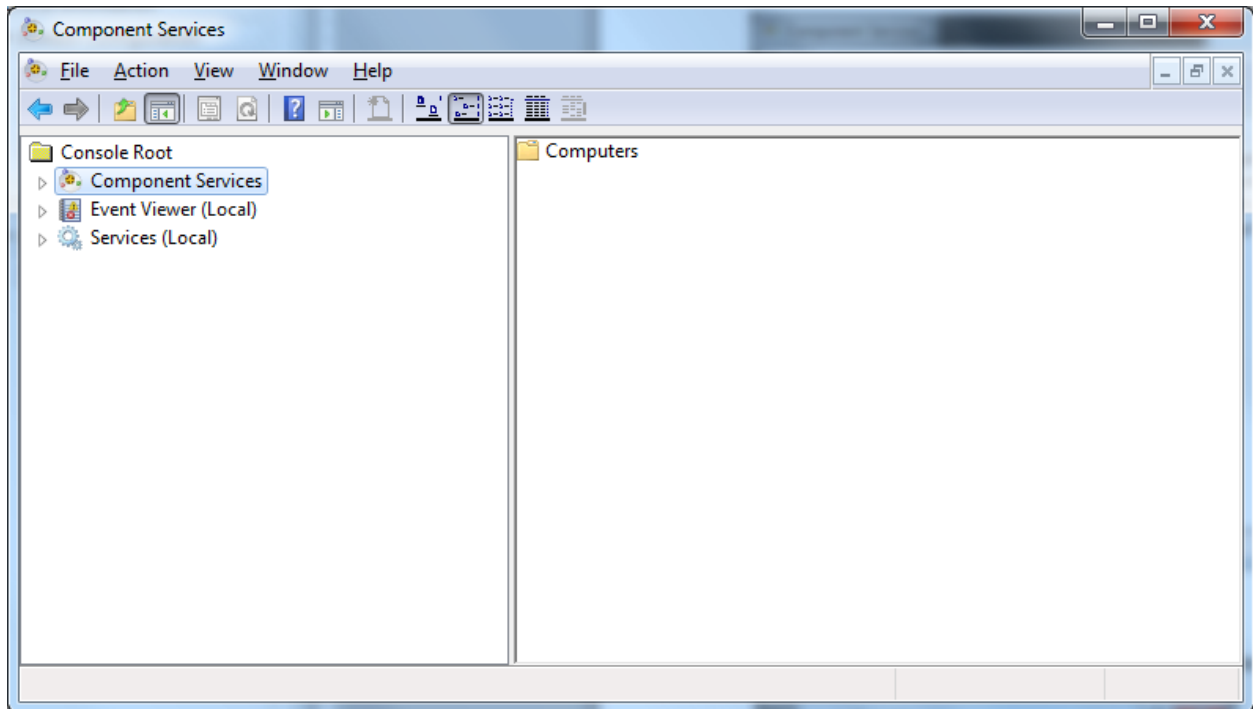 Component Services
File Action View Window Help
Console Root
Component Services
Event Viewer (Local)
Services (Local)
Computers